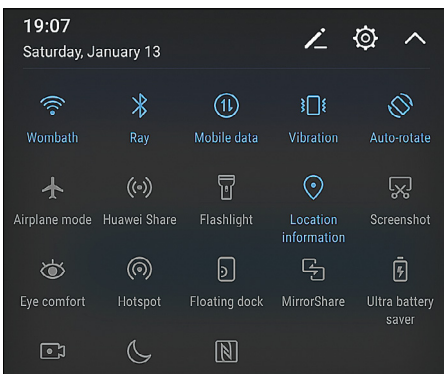 19:07
Saturday, January 13
Wombath Ray Mobile data Vibration Auto-rotate
Airplane mode Huawei Share Flashlight Location information Screenshot
Eye comfort Hotspot Floating dock MirrorShare Ultra battery saver